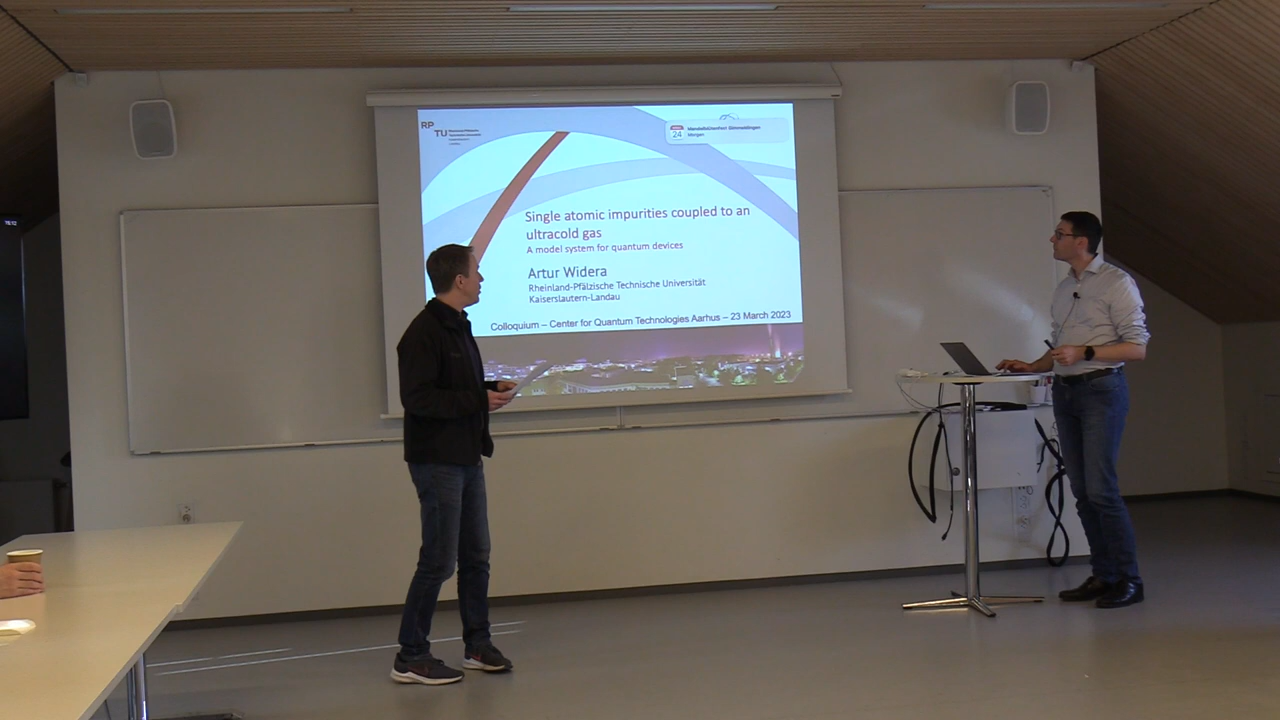 RP
TU
24
Morgen
Single atomic impurities coupled to an
ultracold gas
A model system for quantum devices
Artur Widera
Rheinland-Pfälzische Technische Universität
Kaiserslautern-Landau
Colloquium – Center for Quantum Technologies Aarhus – 23 March 2023